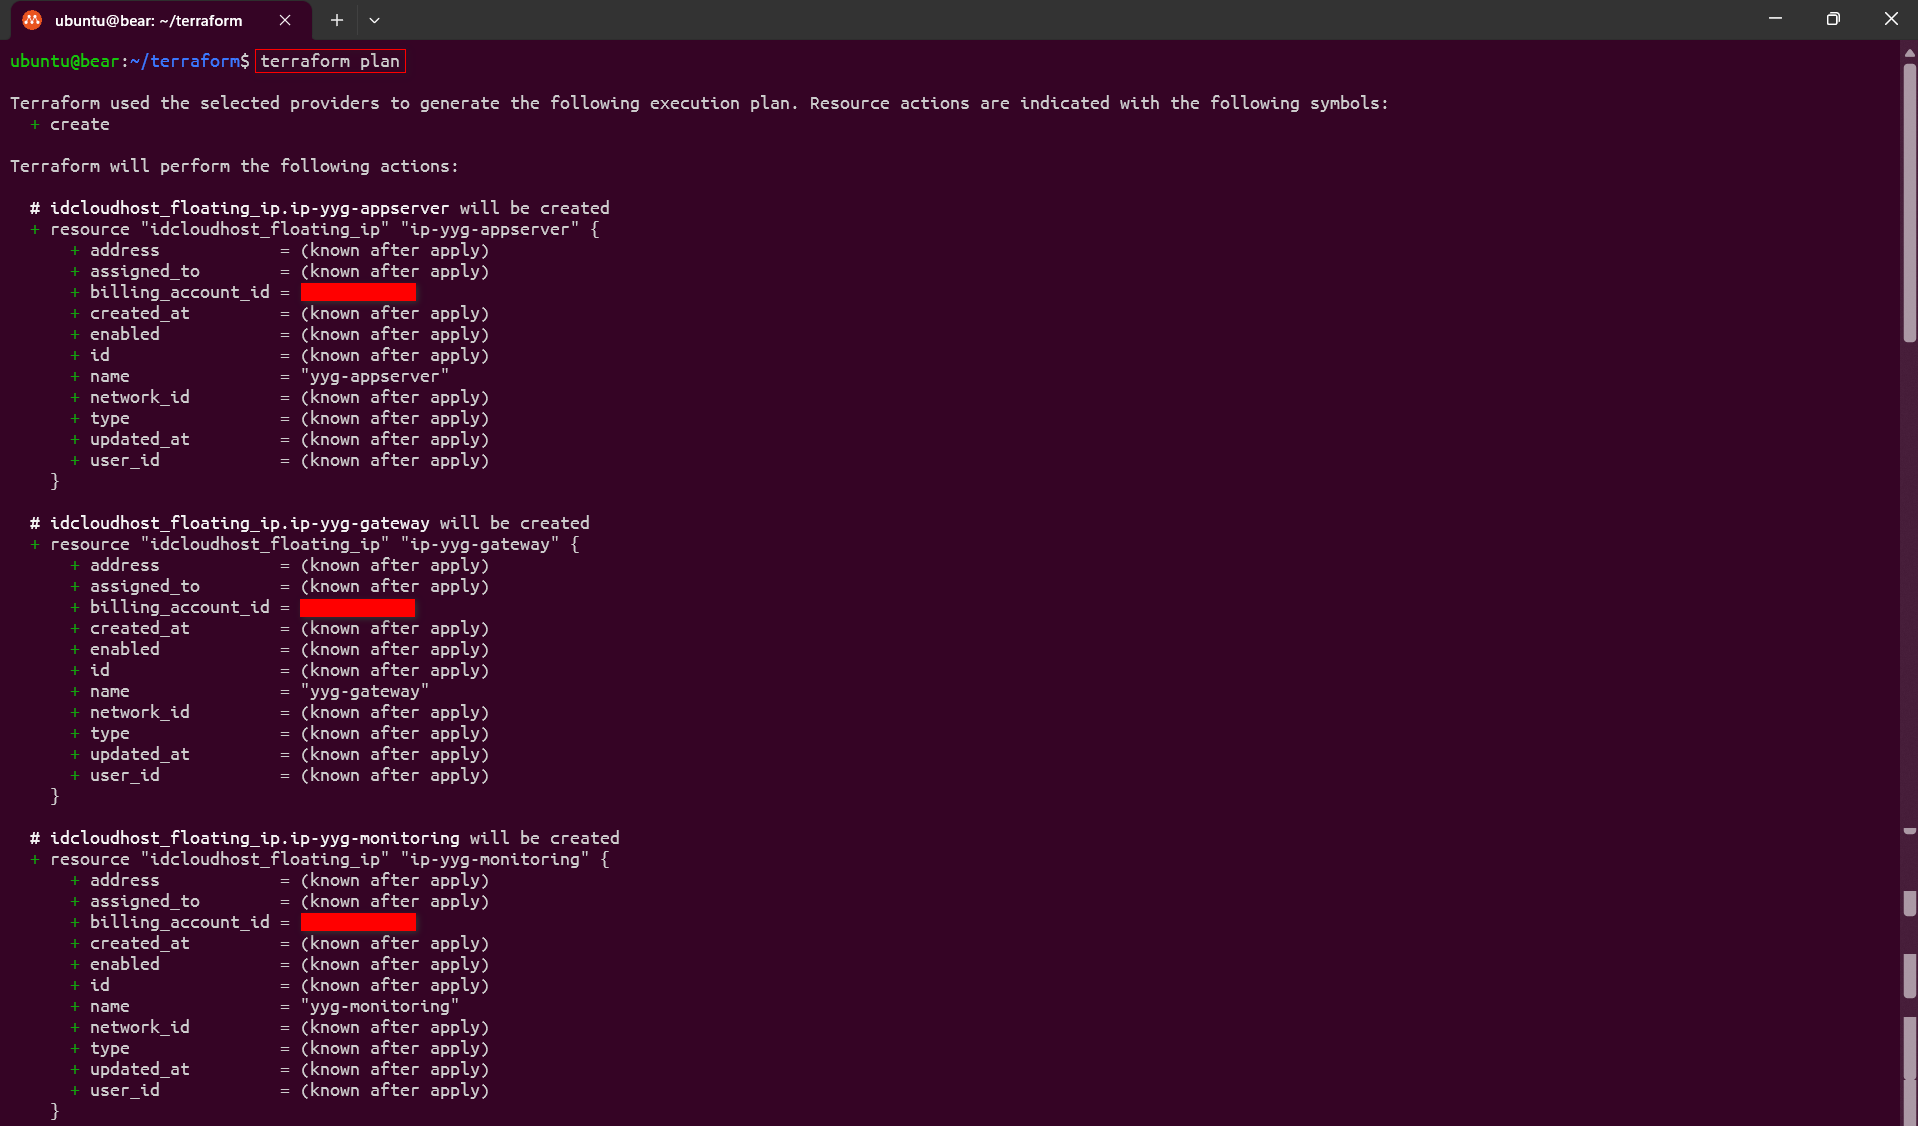 ubuntu@bear: ~/terraform
ubuntu@bear:~/terraform$ terraform plan
Terraform used the selected providers to generate the following execution plan. Resource actions are indicated with the following symbols:
  + create
Terraform will perform the following actions:
  # idcloudhost_floating_ip.ip-yyg-appserver will be created
  + resource "idcloudhost_floating_ip" "ip-yyg-appserver" {
      + address            = (known after apply)
      + assigned_to        = (known after apply)
      + billing_account_id =
      + created_at         = (known after apply)
      + enabled            = (known after apply)
      + id                 = (known after apply)
      + name               = "yyg-appserver"
      + network_id         = (known after apply)
      + type               = (known after apply)
      + updated_at         = (known after apply)
      + user_id            = (known after apply)
    }
  # idcloudhost_floating_ip.ip-yyg-gateway will be created
  + resource "idcloudhost_floating_ip" "ip-yyg-gateway" {
      + address            = (known after apply)
      + assigned_to        = (known after apply)
      + billing_account_id =
      + created_at         = (known after apply)
      + enabled            = (known after apply)
      + id                 = (known after apply)
      + name               = "yyg-gateway"
      + network_id         = (known after apply)
      + type               = (known after apply)
      + updated_at         = (known after apply)
      + user_id            = (known after apply)
    }
  # idcloudhost_floating_ip.ip-yyg-monitoring will be created
  + resource "idcloudhost_floating_ip" "ip-yyg-monitoring" {
      + address            = (known after apply)
      + assigned_to        = (known after apply)
      + billing_account_id =
      + created_at         = (known after apply)
      + enabled            = (known after apply)
      + id                 = (known after apply)
      + name               = "yyg-monitoring"
      + network_id         = (known after apply)
      + type               = (known after apply)
      + updated_at         = (known after apply)
      + user_id            = (known after apply)
    }